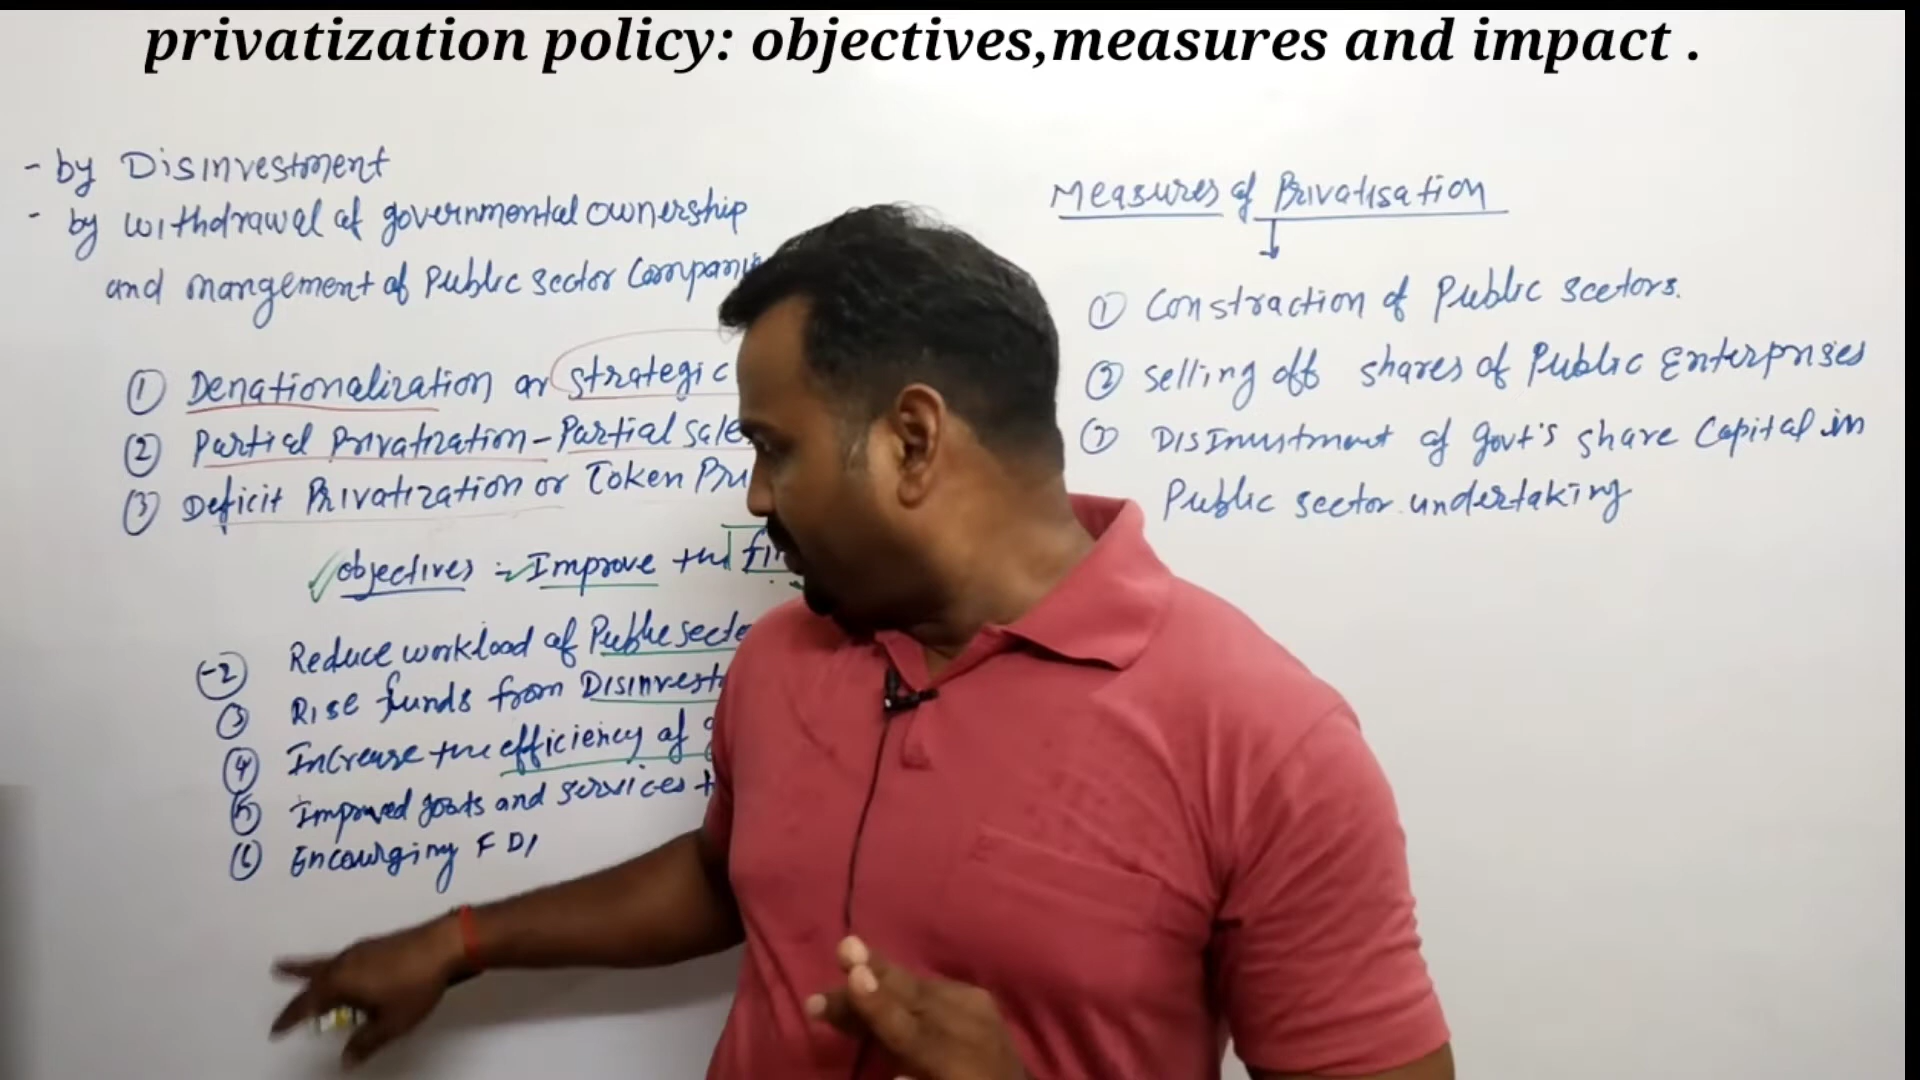 privatization policy: objectives,measures and impact .
- by Disinvestment
- by withdrawal of governmental ownership
and mangement of Public sector
① Denationalization or strategic
② Partial Privatization - Partial sale
③ Deficit Privatization or Token
objectives :- Improve the
-2 Reduce workload of Public
③ Rise funds from
④ Increase the efficiency of
⑤ Improved goods and services
⑥ Encourging FDI
Measures of Privatisation
① Constraction of Public sectors.
② Selling off shares of Public Enterprises
③ Disinvstment of govt's share Capital in
Public sector undertaking